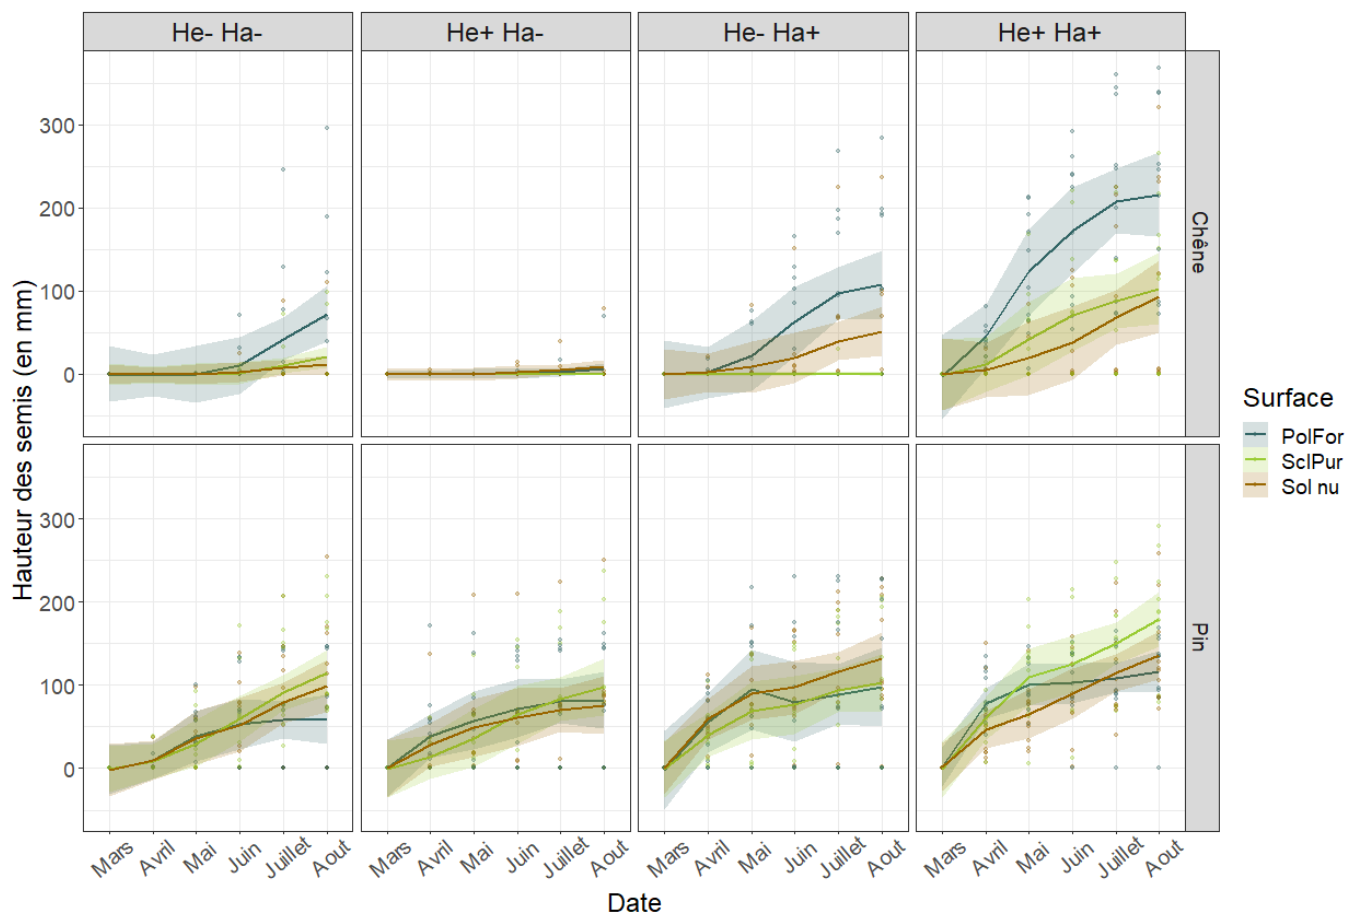 He- Ha-
He+ Ha-
He- Ha+
He+ Ha+
Hauteur des semis (en mm)
300
200
100
0
Chêne
300
200
100
0
Pin
Surface
PolFor
SclPur
Sol nu
Mars Avril Mai Juin Juillet Aout
Mars Avril Mai Juin Juillet Aout
Mars Avril Mai Juin Juillet Aout
Mars Avril Mai Juin Juillet Aout
Date